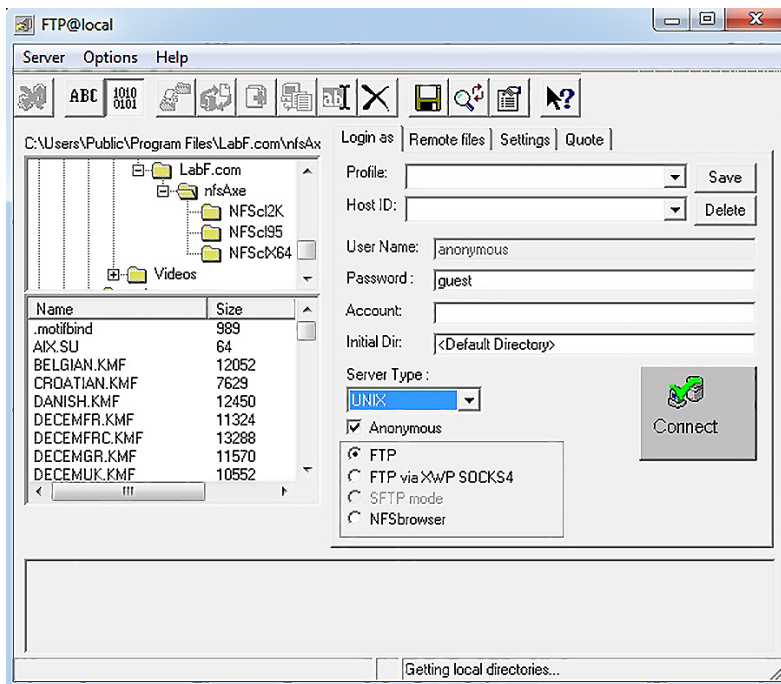 FTP@local
Server Options Help
ABC 1010 0101
C:\Users\Public\Program Files\LabF.com\nfsAx
LabF.com
nfsAxe
NFScl2K
NFScl95
NFSclX64
Videos
Name Size
.motifbind 989
AIX.SU 64
BELGIAN.KMF 12052
CROATIAN.KMF 7629
DANISH.KMF 12450
DECEMFR.KMF 11324
DECEMFRC.KMF 13288
DECEMGR.KMF 11570
DECEMUK.KMF 10552
Login as Remote files Settings Quote
Profile: Save
Host ID: Delete
User Name: anonymous
Password : guest
Account:
Initial Dir: <Default Directory>
Server Type :
UNIX
Anonymous
Connect
FTP
FTP via XWP SOCKS4
SFTP mode
NFSbrowser
Getting local directories...